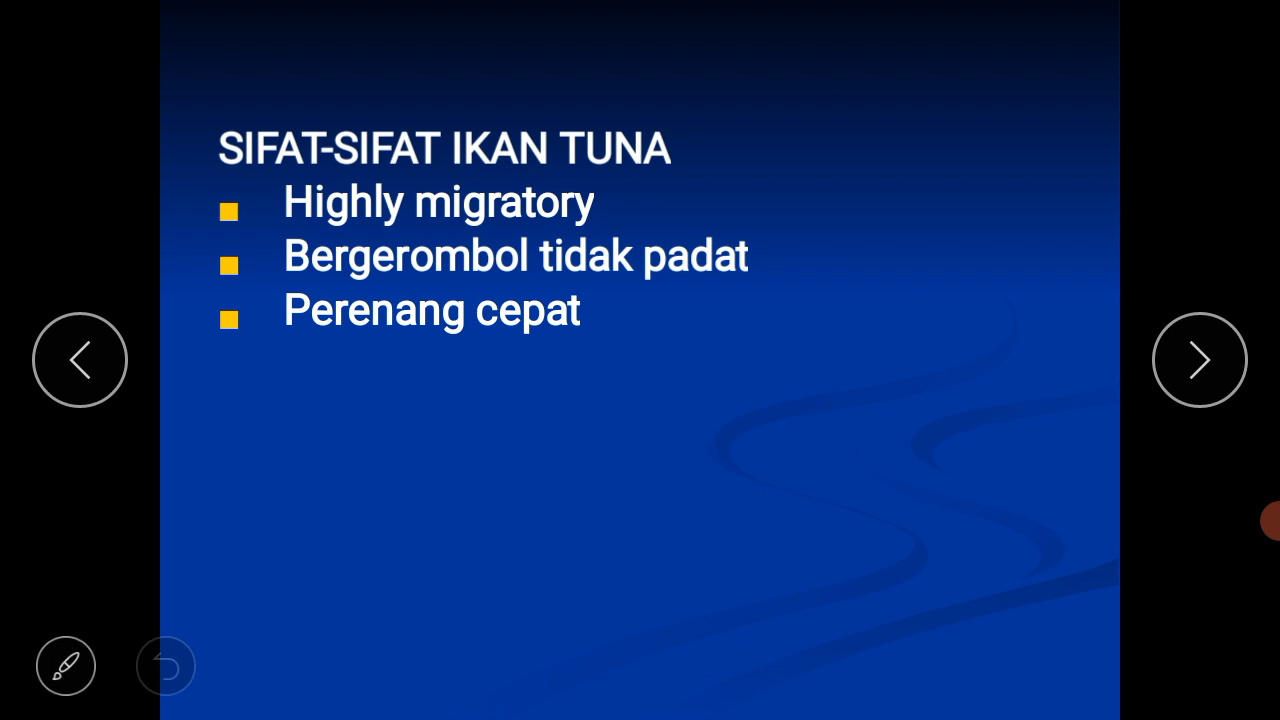 SIFAT-SIFAT IKAN TUNA
Highly migratory
Bergerombol tidak padat
Perenang cepat